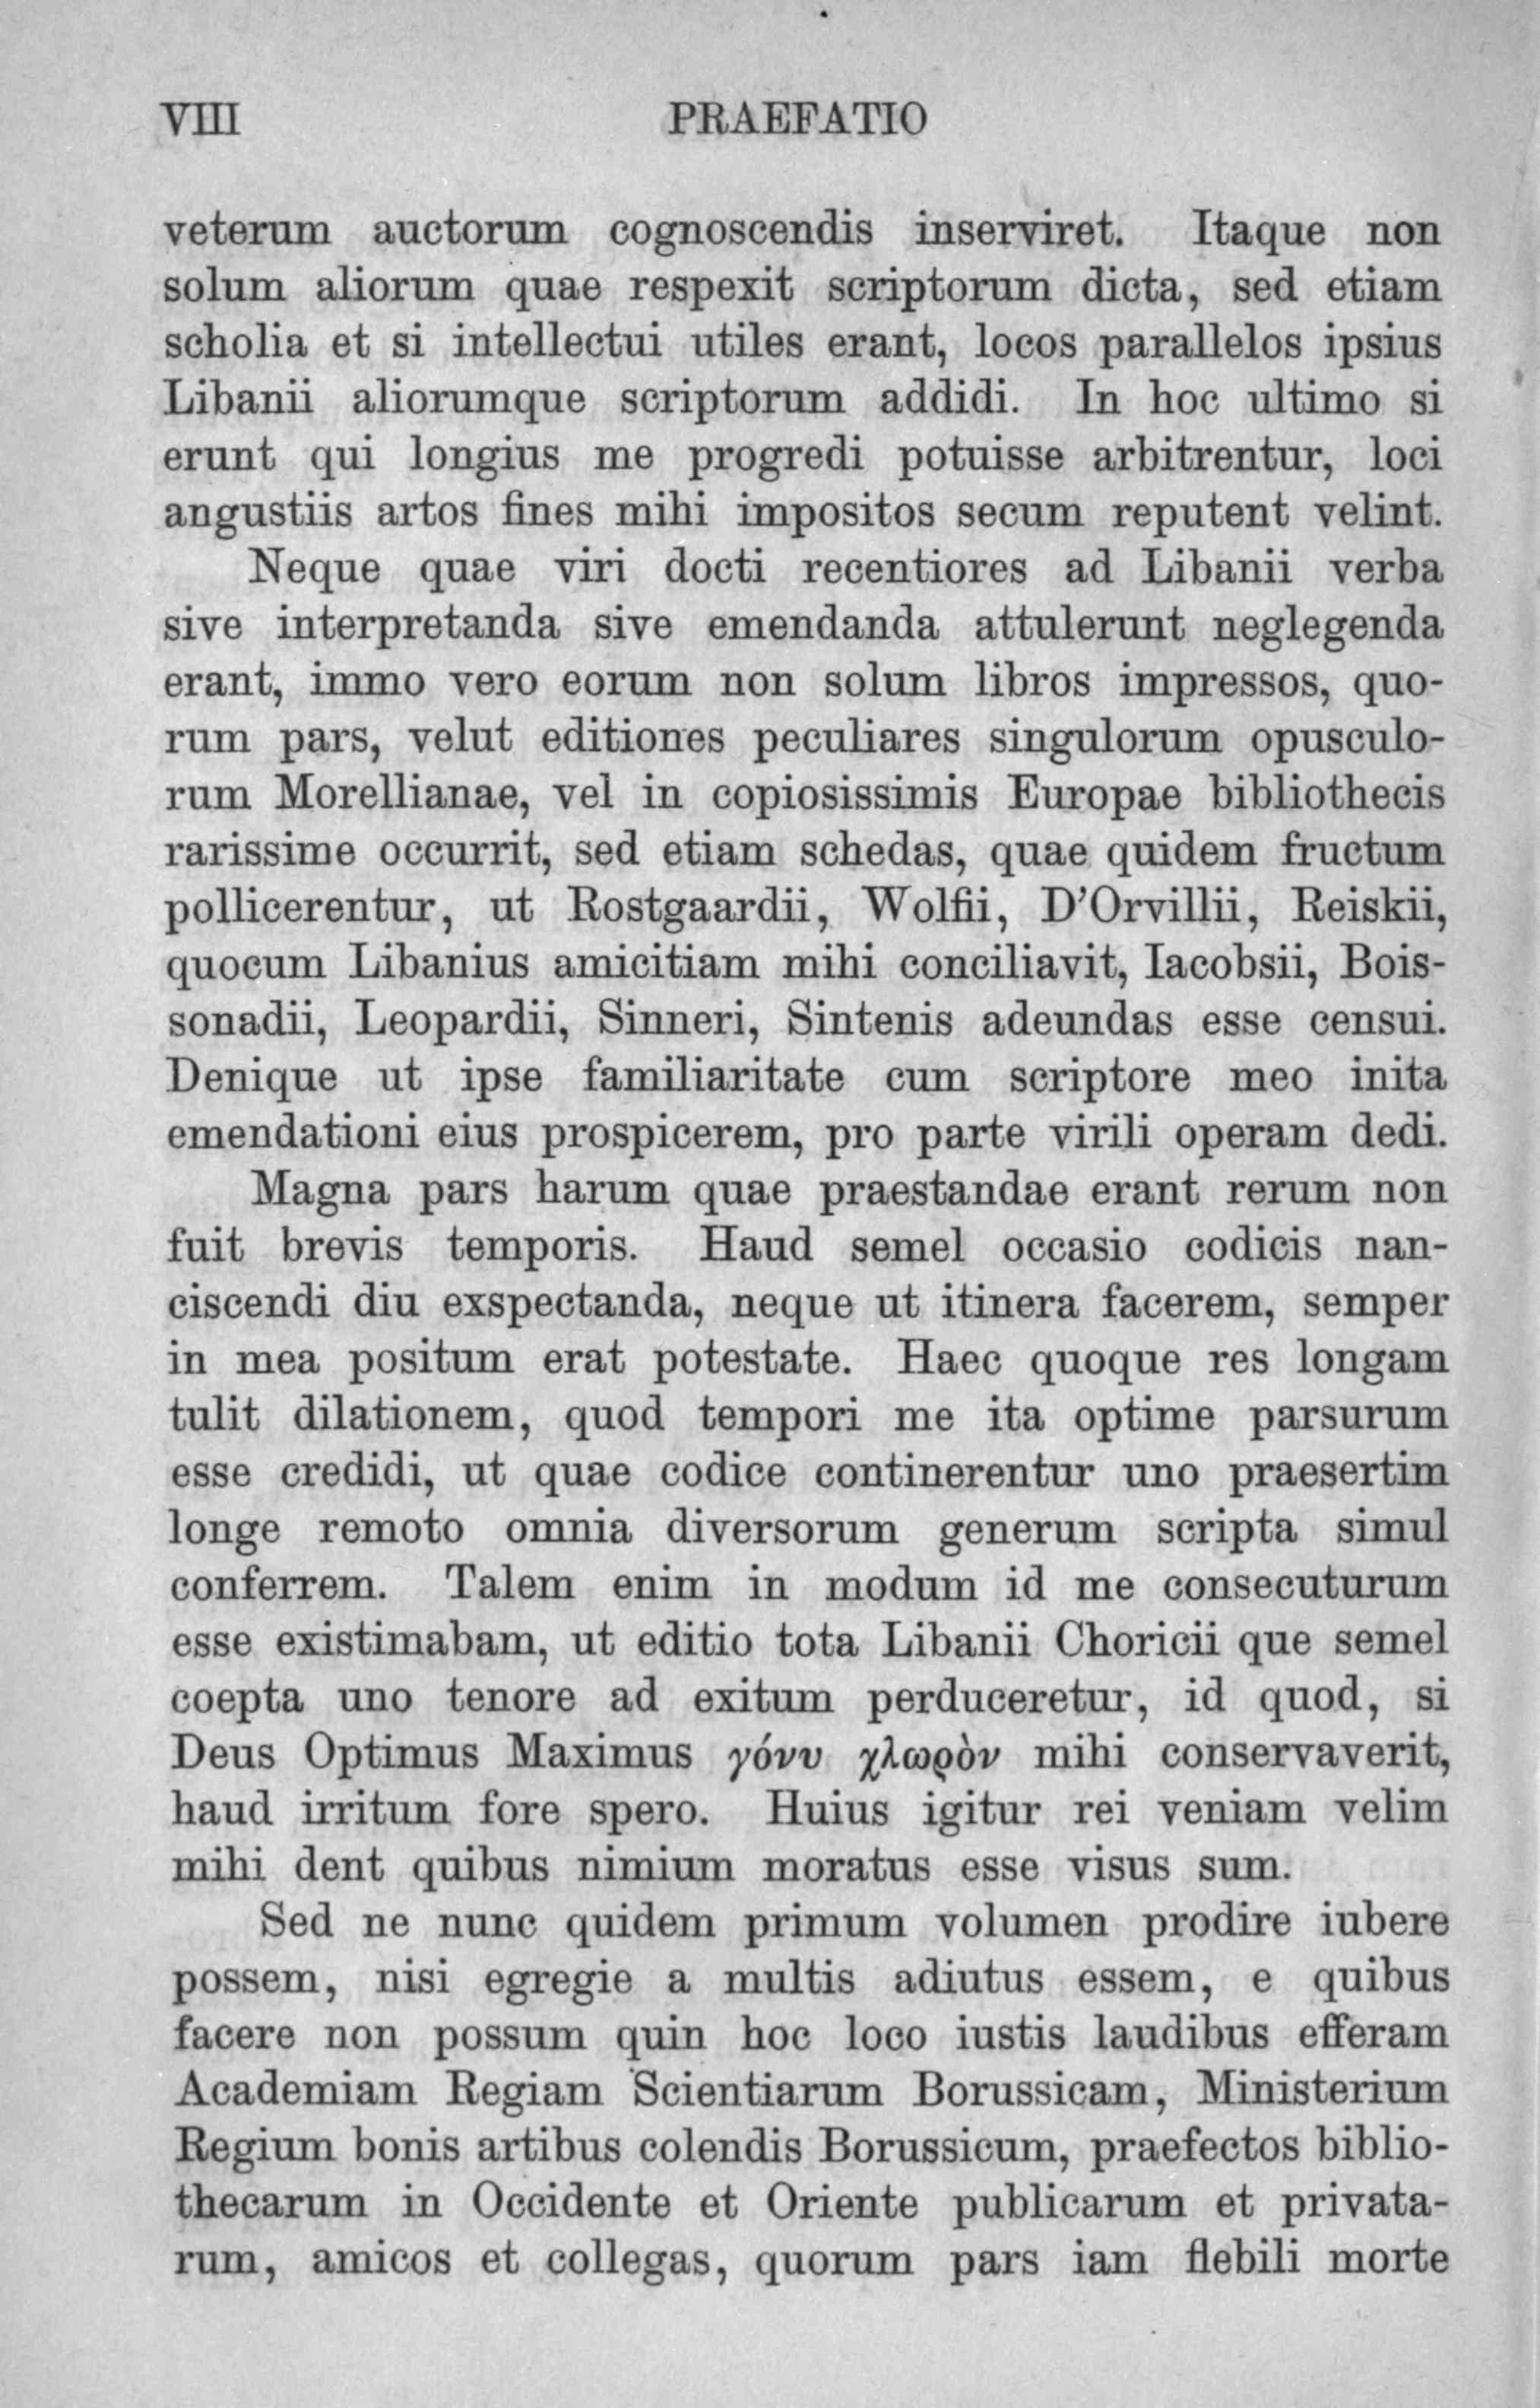 VIII PRAEFATIO
veterum auctorum cognoscendis inserviret. Itaque non
solum aliorum quae respexit scriptorum dicta, sed etiam
scholia et si intellectui utiles erant, locos parallelos ipsius
Libanii aliorumque scriptorum addidi. In hoc ultimo si
erunt qui longius me progredi potuisse arbitrentur, loci
angustiis artos fines mihi impositos secum reputent velint.
Neque quae viri docti recentiores ad Libanii verba
sive interpretanda sive emendanda attulerunt neglegenda
erant, immo vero eorum non solum libros impressos, quo-
rum pars, velut editiones peculiares singulorum opusculo-
rum Morellianae, vel in copiosissimis Europae bibliothecis
rarissime occurrit, sed etiam schedas, quae quidem fructum
pollicerentur, ut Rostgaardii, Wolfii, D’Orvillii, Reiskii,
quocum Libanius amicitiam mihi conciliavit, Iacobsii, Bois-
sonadii, Leopardii, Sinneri, Sintenis adeundas esse censui.
Denique ut ipse familiaritate cum scriptore meo inita
emendationi eius prospicerem, pro parte virili operam dedi.
Magna pars harum quae praestandae erant rerum non
fuit brevis temporis. Haud semel occasio codicis nan-
ciscendi diu exspectanda, neque ut itinera facerem, semper
in mea positum erat potestate. Haec quoque res longam
tulit dilationem, quod tempori me ita optime parsurum
esse credidi, ut quae codice continerentur uno praesertim
longe remoto omnia diversorum generum scripta simul
conferrem. Talem enim in modum id me consecuturum
esse existimabam, ut editio tota Libanii Choricii que semel
coepta uno tenore ad exitum perduceretur, id quod, si
Deus Optimus Maximus γόνυ χλωρὸν mihi conservaverit,
haud irritum fore spero. Huius igitur rei veniam velim
mihi dent quibus nimium moratus esse visus sum.
Sed ne nunc quidem primum volumen prodire iubere
possem, nisi egregie a multis adiutus essem, e quibus
facere non possum quin hoc loco iustis laudibus efferam
Academiam Regiam Scientiarum Borussicam, Ministerium
Regium bonis artibus colendis Borussicum, praefectos biblio-
thecarum in Occidente et Oriente publicarum et privata-
rum, amicos et collegas, quorum pars iam flebili morte